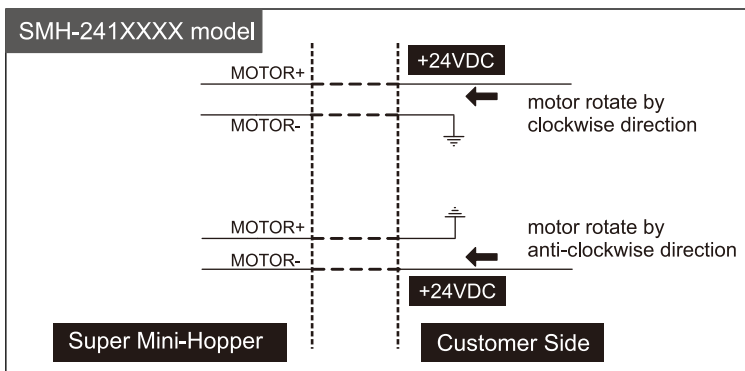 SMH-241XXXX model
+24VDC
MOTOR+
motor rotate by
clockwise direction
MOTOR-
MOTOR+
motor rotate by
anti-clockwise direction
MOTOR-
+24VDC
Super Mini-Hopper
Customer Side